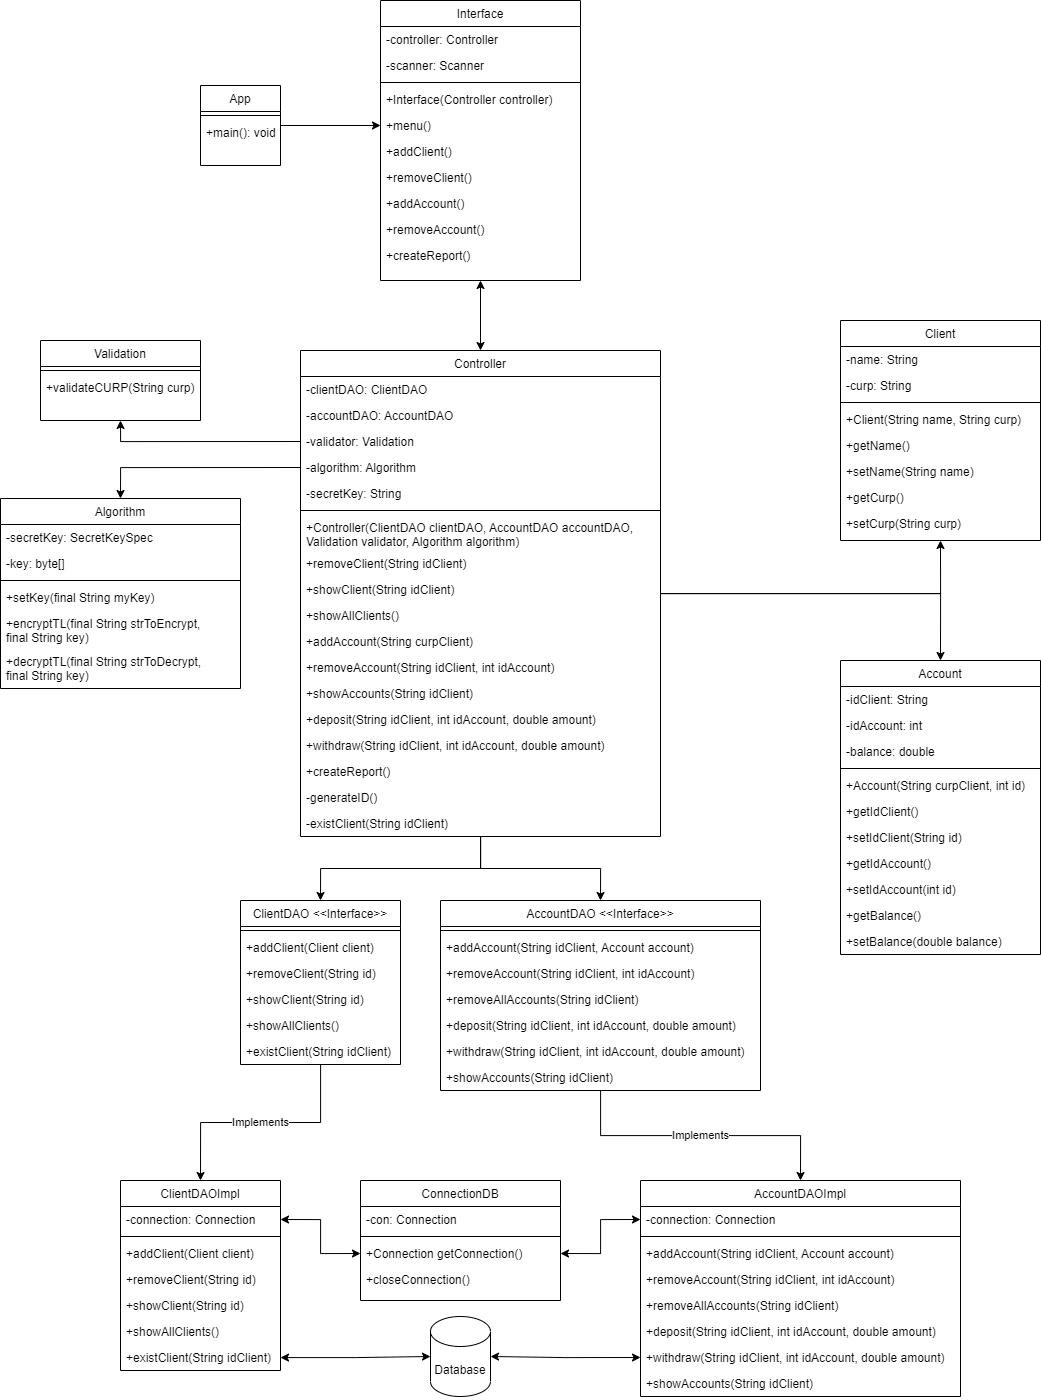 Interface
-controller: Controller
-scanner: Scanner
+Interface(Controller controller)
+menu()
+addClient()
+removeClient()
+addAccount()
+removeAccount()
+createReport()
App
+main(): void
Validation
+validateCURP(String curp)
Algorithm
-secretKey: SecretKeySpec
-key: byte[]
+setKey(final String myKey)
+encryptTL(final String strToEncrypt,
final String key)
+decryptTL(final String strToDecrypt,
final String key)
Controller
-clientDAO: ClientDAO
-accountDAO: AccountDAO
-validator: Validation
-algorithm: Algorithm
-secretKey: String
+Controller(ClientDAO clientDAO, AccountDAO accountDAO,
Validation validator, Algorithm algorithm)
+removeClient(String idClient)
+showClient(String idClient)
+showAllClients()
+addAccount(String curpClient)
+removeAccount(String idClient, int idAccount)
+showAccounts(String idClient)
+deposit(String idClient, int idAccount, double amount)
+withdraw(String idClient, int idAccount, double amount)
+createReport()
-generateID()
-existClient(String idClient)
Client
-name: String
-curp: String
+Client(String name, String curp)
+getName()
+setName(String name)
+getCurp()
+setCurp(String curp)
Account
-idClient: String
-idAccount: int
-balance: double
+Account(String curpClient, int id)
+getIdClient()
+setIdClient(String id)
+getIdAccount()
+setIdAccount(int id)
+getBalance()
+setBalance(double balance)
ClientDAO <<Interface>>
+addClient(Client client)
+removeClient(String id)
+showClient(String id)
+showAllClients()
+existClient(String idClient)
AccountDAO <<Interface>>
+addAccount(String idClient, Account account)
+removeAccount(String idClient, int idAccount)
+removeAllAccounts(String idClient)
+deposit(String idClient, int idAccount, double amount)
+withdraw(String idClient, int idAccount, double amount)
+showAccounts(String idClient)
Implements
Implements
ClientDAOImpl
-connection: Connection
+addClient(Client client)
+removeClient(String id)
+showClient(String id)
+showAllClients()
+existClient(String idClient)
ConnectionDB
-con: Connection
+Connection getConnection()
+closeConnection()
Database
AccountDAOImpl
-connection: Connection
+addAccount(String idClient, Account account)
+removeAccount(String idClient, int idAccount)
+removeAllAccounts(String idClient)
+deposit(String idClient, int idAccount, double amount)
+withdraw(String idClient, int idAccount, double amount)
+showAccounts(String idClient)